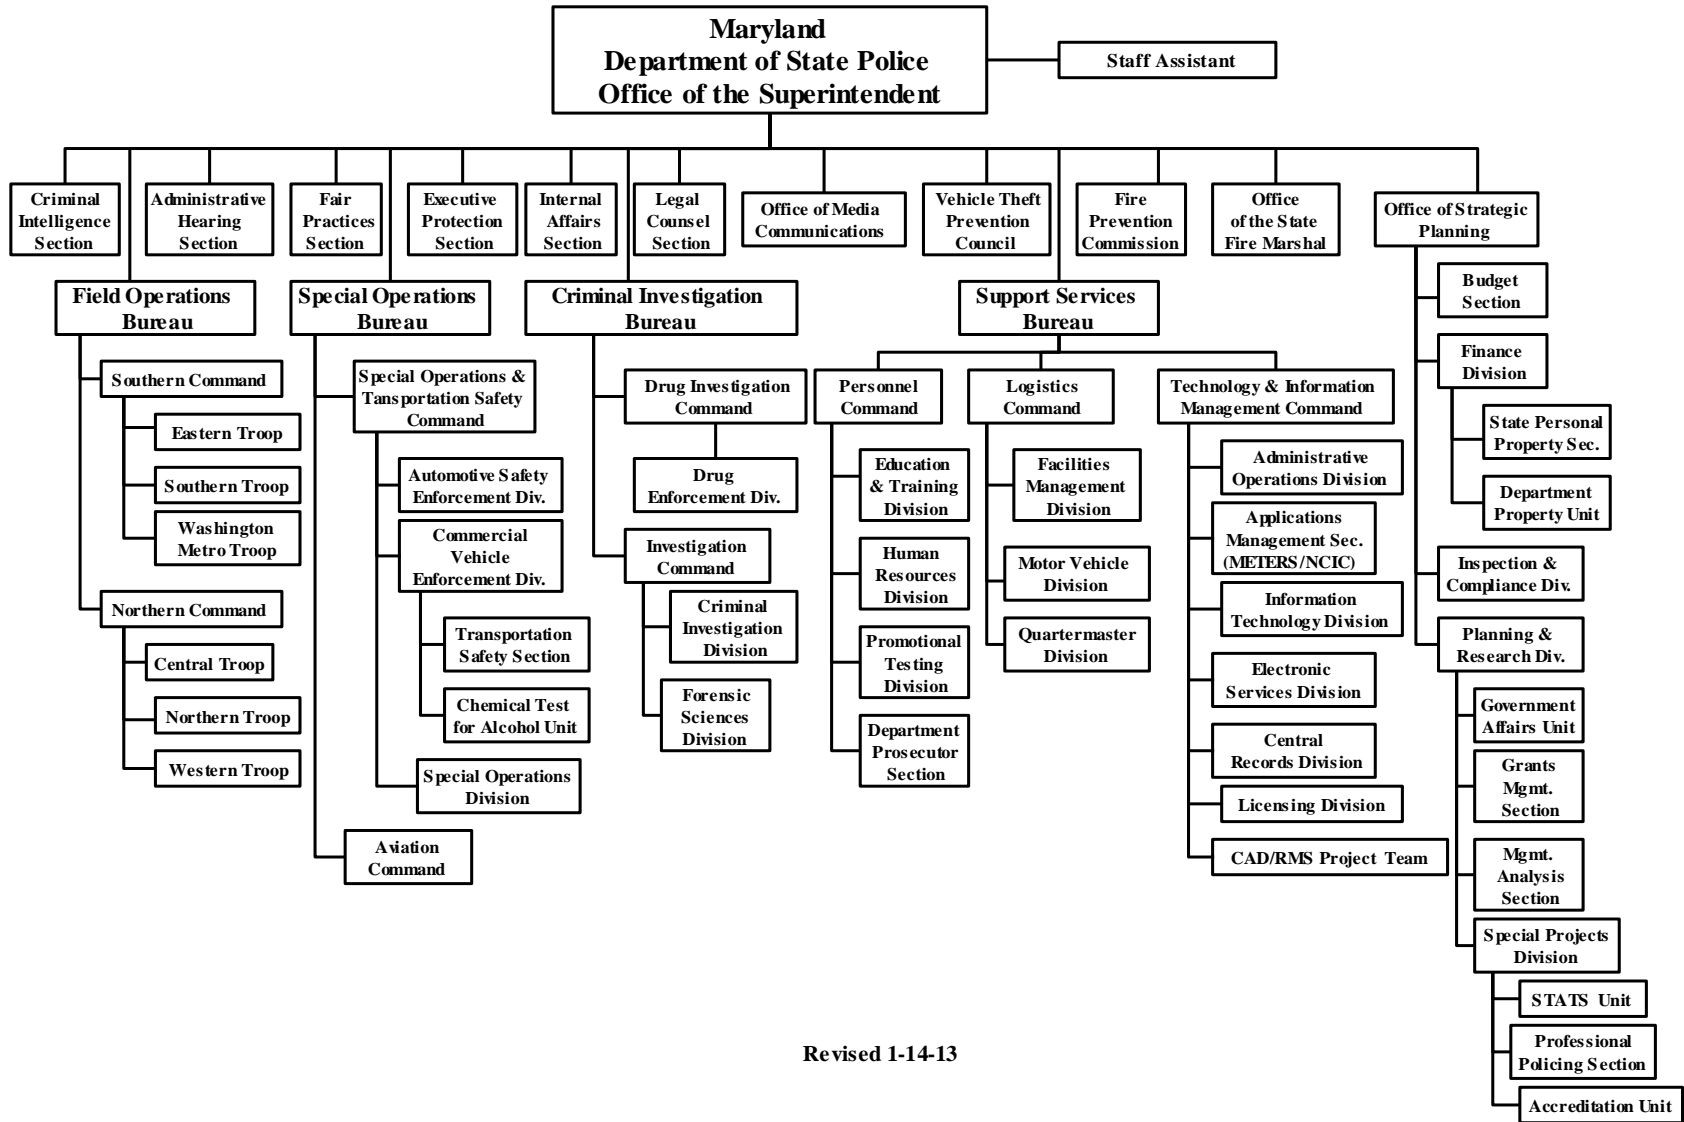 Maryland
Department of State Police
Office of the Superintendent
Staff Assistant
Criminal
Intelligence
Section
Administrative
Hearing
Section
Fair
Practices
Section
Executive
Protection
Section
Internal
Affairs
Section
Legal
Counsel
Section
Office of Media
Communications
Vehicle Theft
Prevention
Council
Fire
Prevention
Commission
Office
of the State
Fire Marshal
Office of Strategic
Planning
Field Operations
Bureau
Southern Command
Eastern Troop
Southern Troop
Washington
Metro Troop
Northern Command
Central Troop
Northern Troop
Western Troop
Special Operations
Bureau
Special Operations &
Tansportation Safety
Command
Automotive Safety
Enforcement Div.
Commercial
Vehicle
Enforcement Div.
Transportation
Safety Section
Chemical Test
for Alcohol Unit
Special Operations
Division
Aviation
Command
Criminal Investigation
Bureau
Drug Investigation
Command
Drug
Enforcement Div.
Investigation
Command
Criminal
Investigation
Division
Forensic
Sciences
Division
Support Services
Bureau
Personnel
Command
Education
& Training
Division
Human
Resources
Division
Promotional
Testing
Division
Department
Prosecutor
Section
Logistics
Command
Facilities
Management
Division
Motor Vehicle
Division
Quartermaster
Division
Technology & Information
Management Command
Administrative
Operations Division
Applications
Management Sec.
(METERS/NCIC)
Information
Technology Division
Electronic
Services Division
Central
Records Division
Licensing Division
CAD/RMS Project Team
Budget
Section
Finance
Division
State Personal
Property Sec.
Department
Property Unit
Inspection &
Compliance Div.
Planning &
Research Div.
Government
Affairs Unit
Grants
Mgmt.
Section
Mgmt.
Analysis
Section
Special Projects
Division
STATS Unit
Professional
Policing Section
Accreditation Unit
Revised 1-14-13